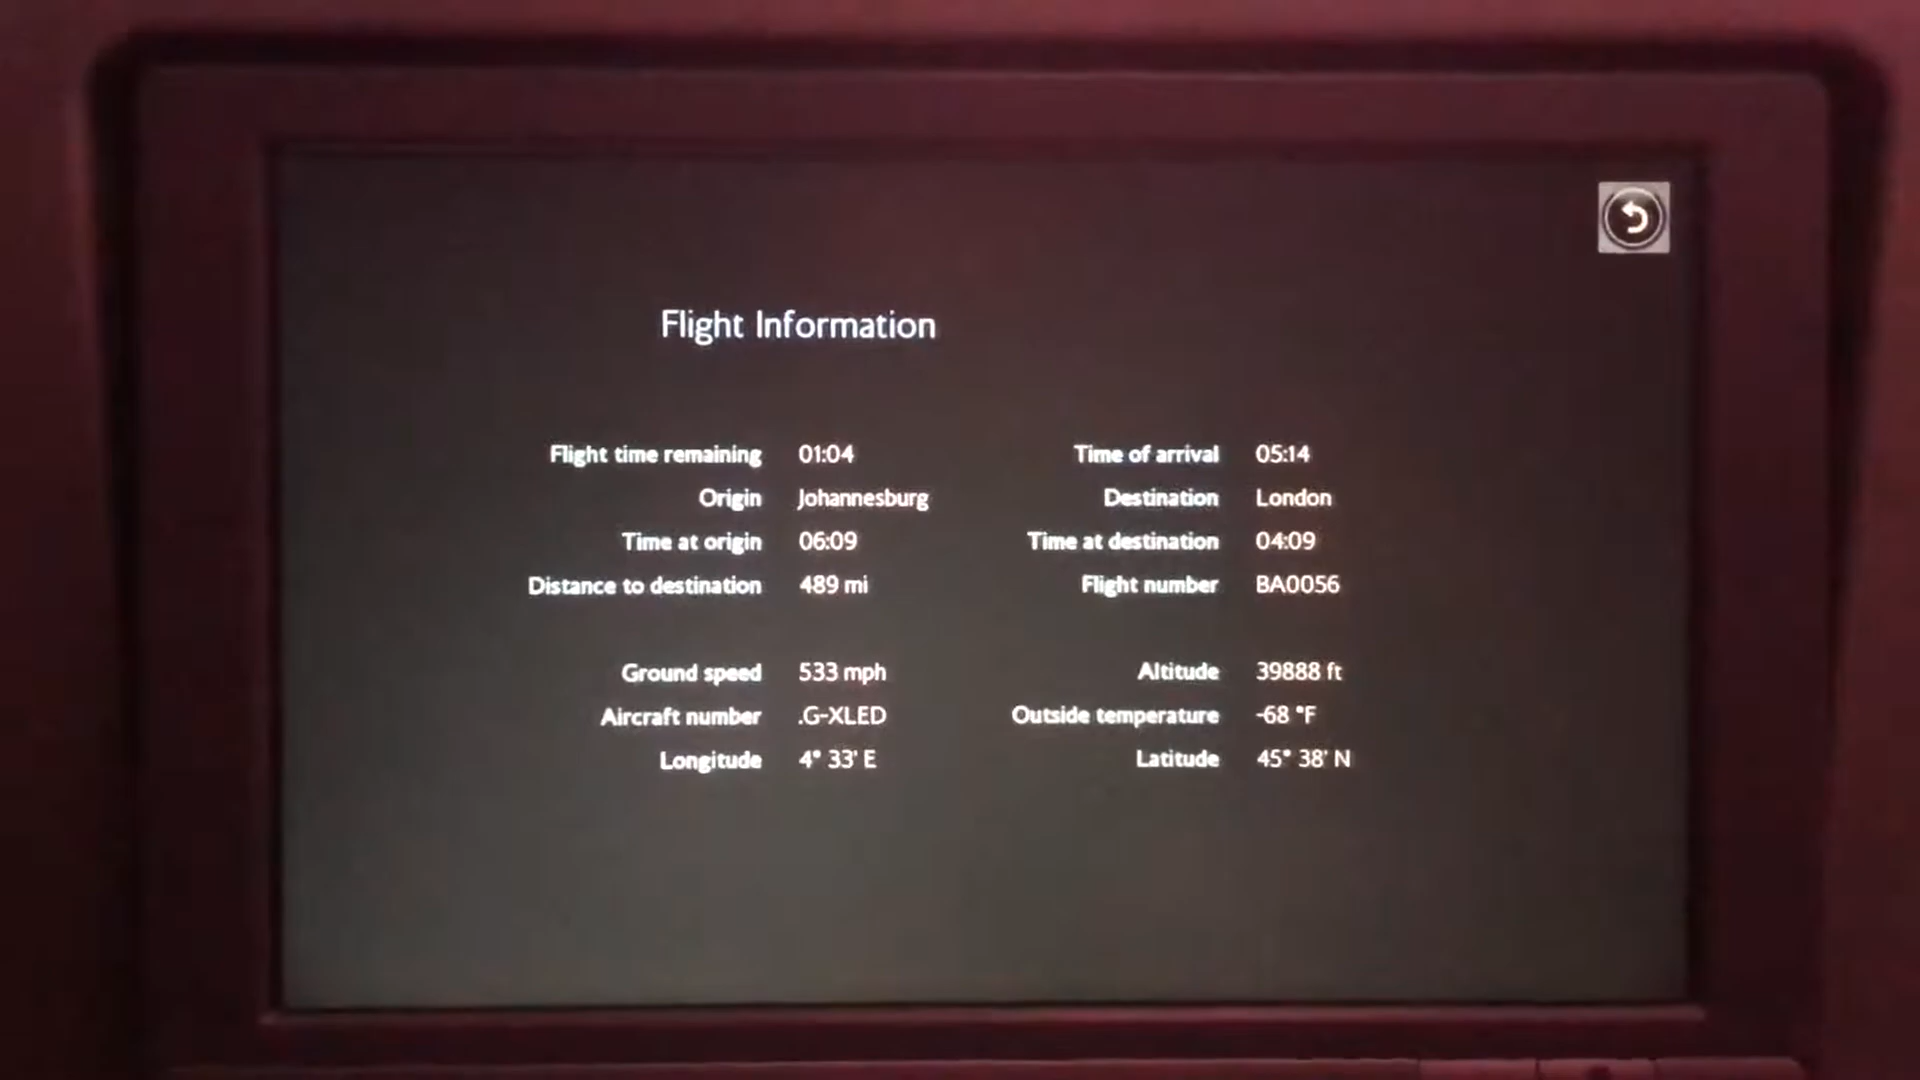 Flight Information
Flight time remaining 01:04 Time of arrival 05:14
Origin Johannesburg Destination London
Time at origin 06:09 Time at destination 04:09
Distance to destination 489 mi Flight number BA0056
Ground speed 533 mph Altitude 39888 ft
Aircraft number .G-XLED Outside temperature -68 °F
Longitude 4° 33' E Latitude 45° 38' N